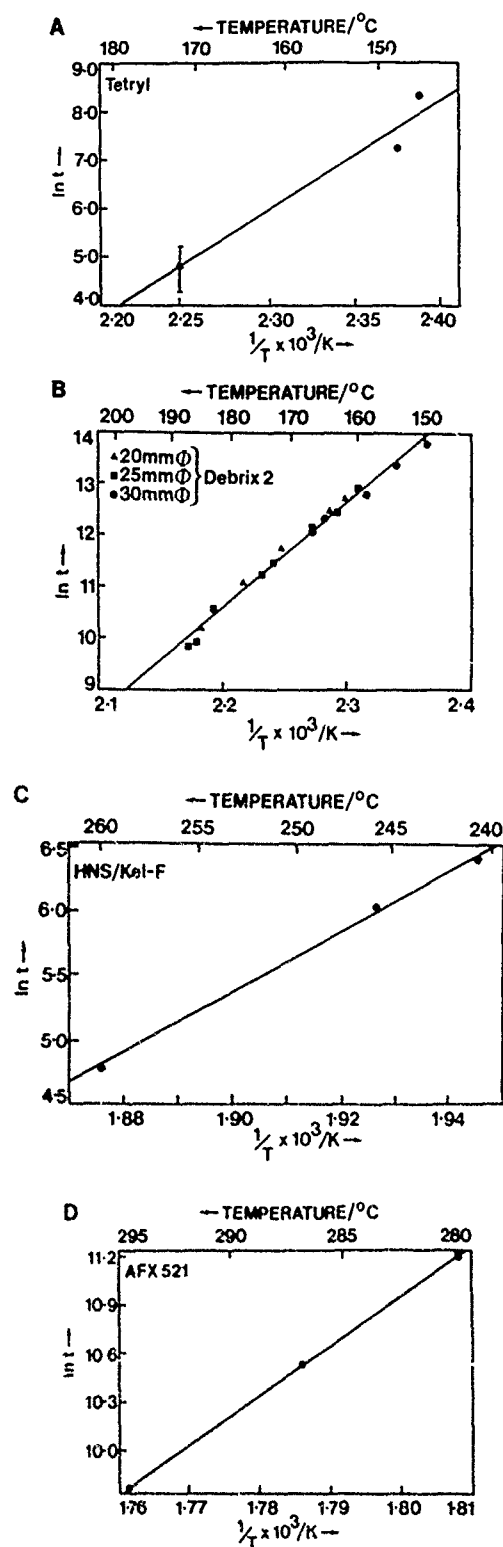 A
← TEMPERATURE/°C
180 170 160 150
9·0
Tetryl
8·0
7·0
ln t →
6·0
5·0
4·0
2·20 2·25 2·30 2·35 2·40
1/T x 10³/K →
B
← TEMPERATURE/°C
200 190 180 170 160 150
14
▲ 20mmΦ
■ 25mmΦ } Debrix 2
● 30mmΦ
13
12
ln t →
11
10
9
2·1 2·2 2·3 2·4
1/T x 10³/K →
C
← TEMPERATURE/°C
260 255 250 245 240
6·5
HNS/Kel-F
6·0
ln t →
5·5
5·0
4·5
1·88 1·90 1·92 1·94
1/T x 10³/K →
D
← TEMPERATURE/°C
295 290 285 280
11·2
AFX 521
10·9
ln t →
10·6
10·3
10·0
1·76 1·77 1·78 1·79 1·80 1·81
1/T x 10³/K →